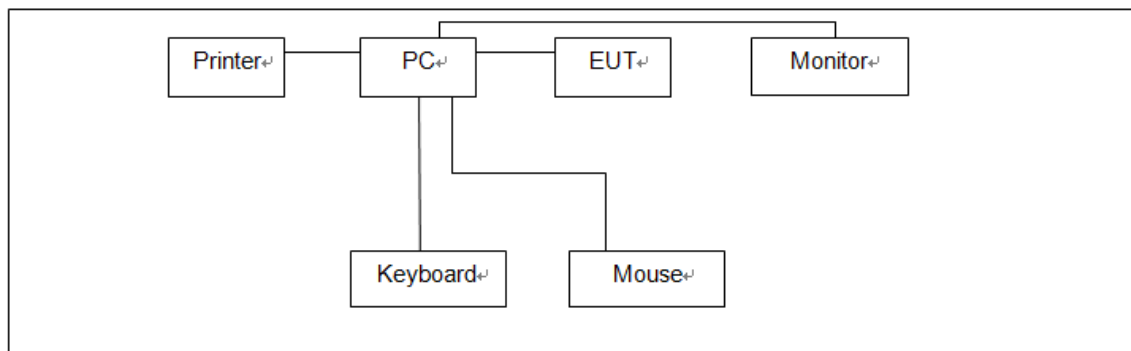 Printer
PC
EUT
Monitor
Keyboard
Mouse